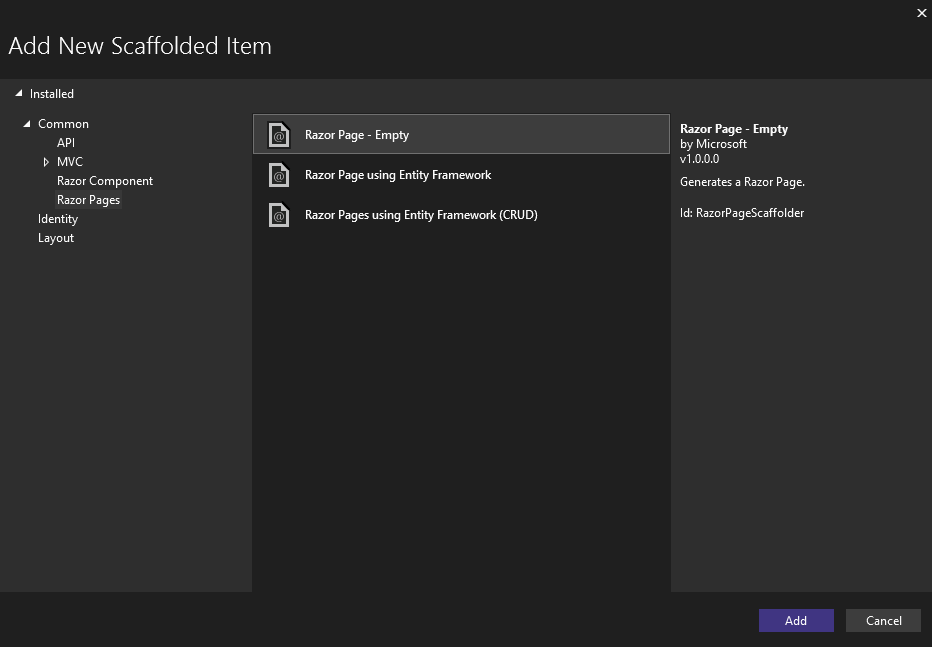 Add New Scaffolded Item
Installed
Common
API
MVC
Razor Component
Razor Pages
Identity
Layout
Razor Page - Empty
Razor Page using Entity Framework
Razor Pages using Entity Framework (CRUD)
Razor Page - Empty
by Microsoft
v1.0.0.0
Generates a Razor Page.
Id: RazorPageScaffolder
Add
Cancel